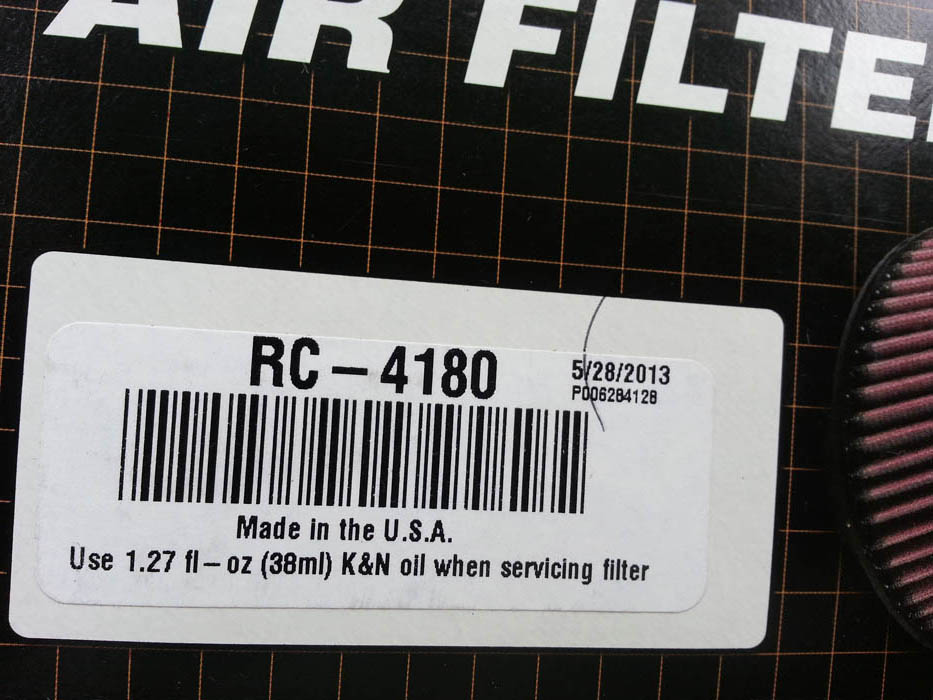 AIR FILTE
RC-4180
5/28/2013
P006284128
Made in the U.S.A.
Use 1.27 fl-oz (38ml) K&N oil when servicing filter